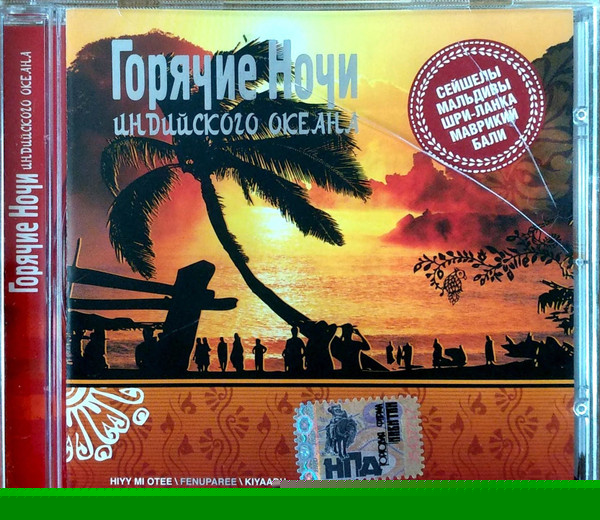 Горячие Ночи
ИНДИЙСКОГО ОКЕАНА
СЕЙШЕЛЫ
МАЛЬДИВЫ
ШРИ-ЛАНКА
МАВРИКИЙ
БАЛИ
Горячие Ночи ИНДИЙСКОГО ОКЕАНА
НПД
HIYY MI OTEE \ FENUPAREE \